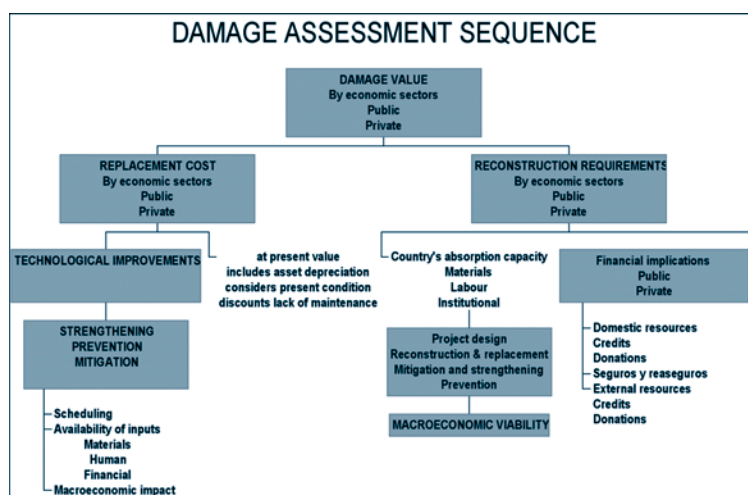 DAMAGE ASSESSMENT SEQUENCE
DAMAGE VALUE
By economic sectors
Public
Private
REPLACEMENT COST
By economic sectors
Public
Private
RECONSTRUCTION REQUIREMENTS
By economic sectors
Public
Private
TECHNOLOGICAL IMPROVEMENTS
at present value
includes asset depreciation
considers present condition
discounts lack of maintenance
Country's absorption capacity
Materials
Labour
Institutional
Financial implications
Public
Private
STRENGTHENING
PREVENTION
MITIGATION
Project design
Reconstruction & replacement
Mitigation and strengthening
Prevention
Domestic resources
Credits
Donations
Seguros y reaseguros
External resources
Credits
Donations
MACROECONOMIC VIABILITY
Scheduling
Availability of inputs
Materials
Human
Financial
Macroeconomic impact